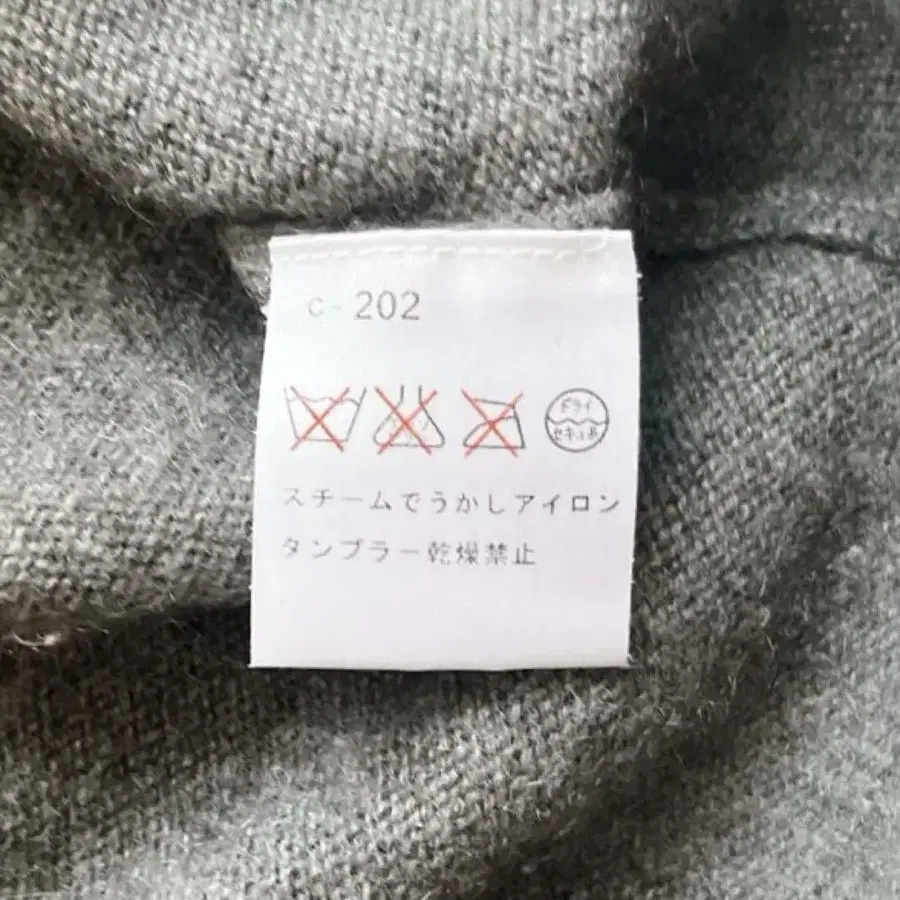 C-202
ドライ
セキユ系
スチームでうかしアイロン
タンブラー乾燥禁止